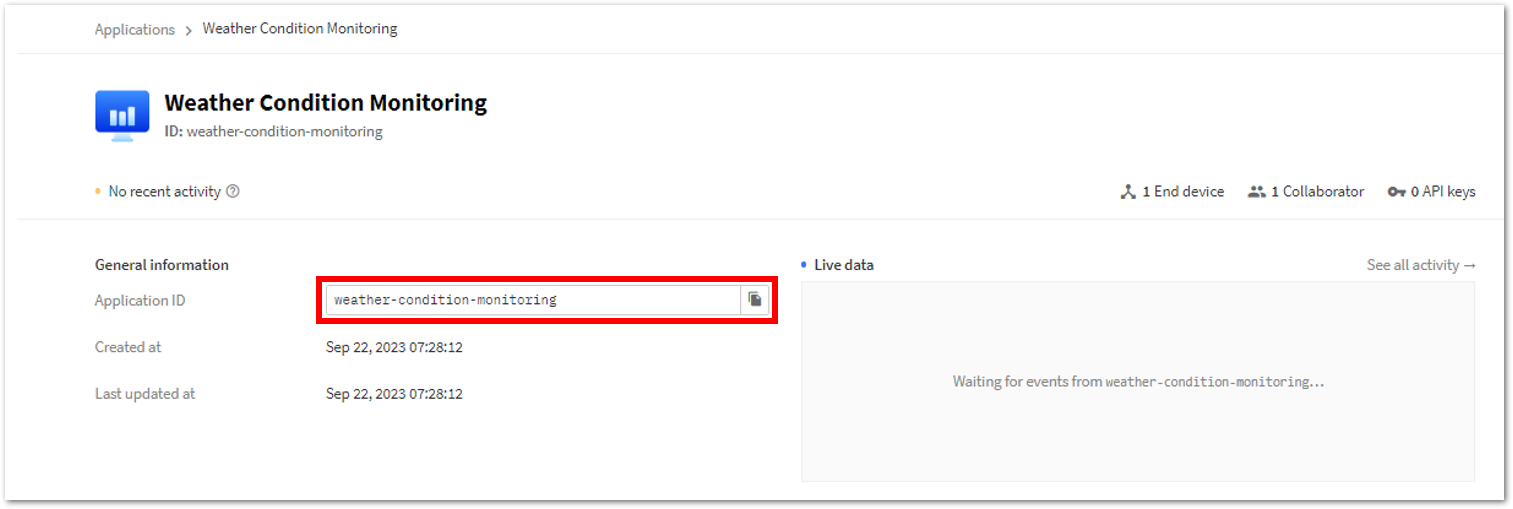 Applications > Weather Condition Monitoring
Weather Condition Monitoring
ID: weather-condition-monitoring
No recent activity
1 End device 1 Collaborator 0 API keys
General information
Application ID weather-condition-monitoring
Created at Sep 22, 2023 07:28:12
Last updated at Sep 22, 2023 07:28:12
Live data See all activity →
Waiting for events from weather-condition-monitoring…